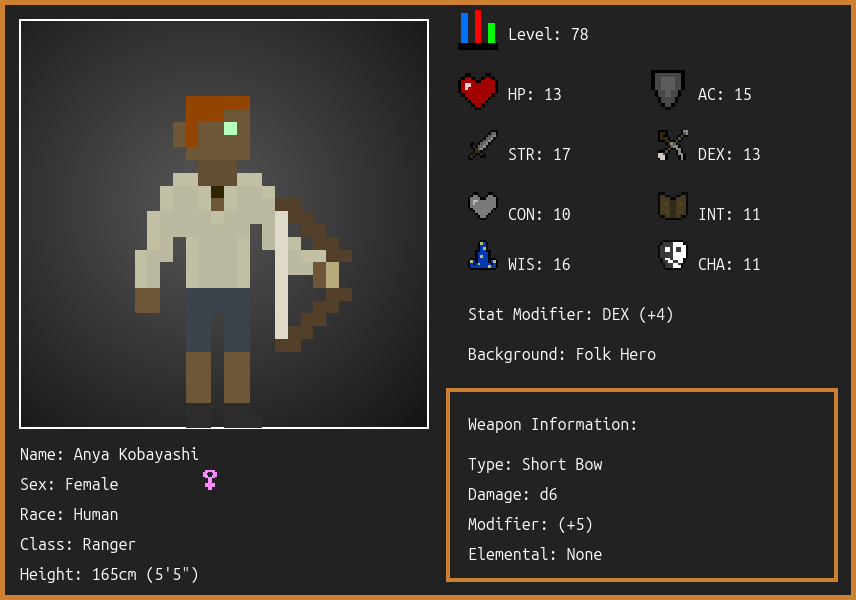 Level: 78
HP: 13
AC: 15
STR: 17
DEX: 13
CON: 10
INT: 11
WIS: 16
CHA: 11
Stat Modifier: DEX (+4)
Background: Folk Hero
Weapon Information:
Type: Short Bow
Damage: d6
Modifier: (+5)
Elemental: None
Name: Anya Kobayashi
Sex: Female
Race: Human
Class: Ranger
Height: 165cm (5'5")